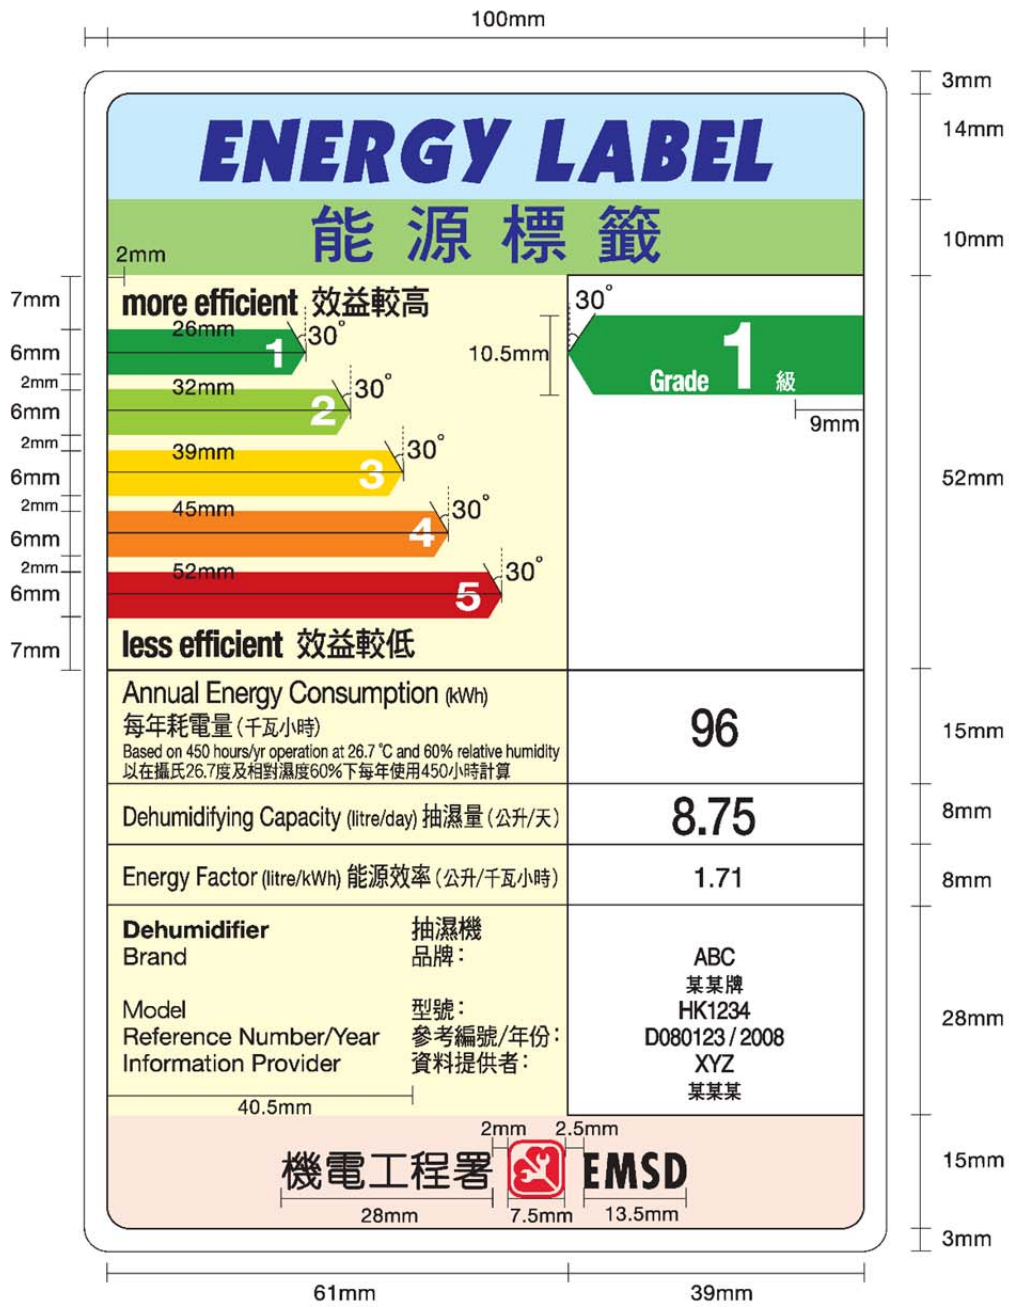 100mm
3mm
ENERGY LABEL
14mm
能源標籤
10mm
2mm
7mm
more efficient 效益較高
30°
26mm
30°
6mm
1
10.5mm
Grade 1 級
2mm
32mm
30°
6mm
2
9mm
2mm
39mm
30°
6mm
3
52mm
2mm
45mm
30°
6mm
4
2mm
52mm
30°
6mm
5
7mm
less efficient 效益較低
Annual Energy Consumption (kWh)
每年耗電量(千瓦小時)
96
15mm
Based on 450 hours/yr operation at 26.7 ℃ and 60% relative humidity
以在攝氏26.7度及相對濕度60%下每年使用450小時計算
Dehumidifying Capacity (litre/day) 抽濕量(公升/天)
8.75
8mm
Energy Factor (litre/kWh) 能源效率(公升/千瓦小時)
1.71
8mm
Dehumidifier 抽濕機
Brand 品牌:
ABC
某某牌
Model 型號:
HK1234
28mm
Reference Number/Year 參考編號/年份:
D080123 / 2008
Information Provider 資料提供者:
XYZ
某某某
40.5mm
2mm
2.5mm
機電工程署 EMSD
15mm
28mm
7.5mm
13.5mm
3mm
61mm
39mm